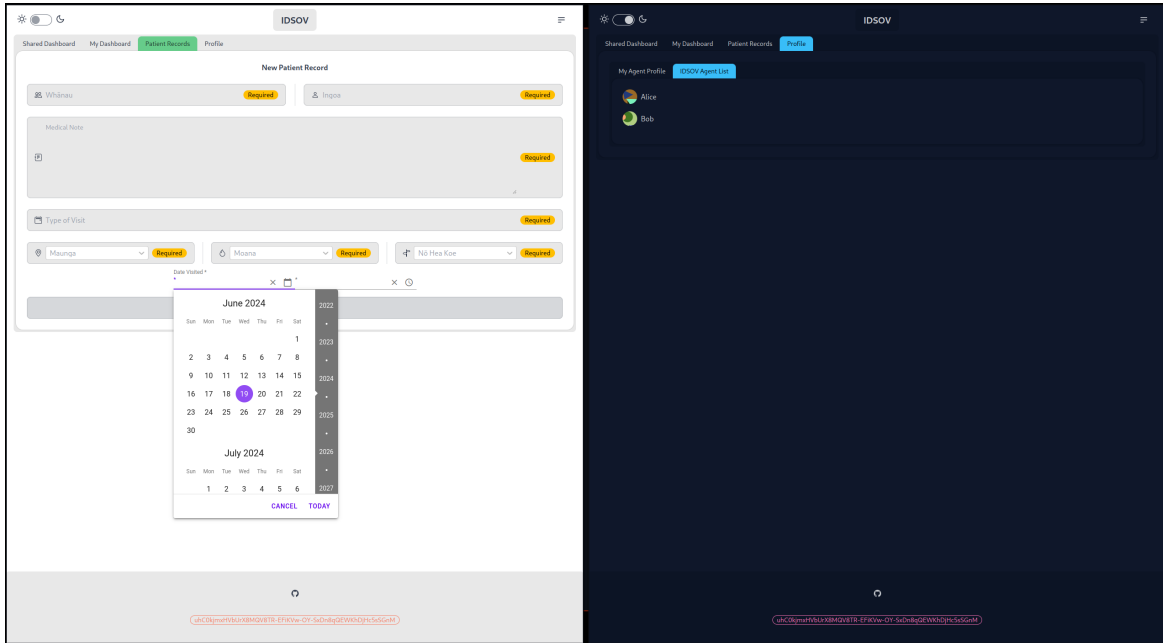 IDSOV
Shared Dashboard My Dashboard Patient Records Profile
New Patient Record
Whānau Required
Ingoa Required
Medical Note
Required
Type of Visit Required
Maunga Required
Moana Required
Nō Hea Koe Required
Date Visited *
*
June 2024
Sun Mon Tue Wed Thu Fri Sat
1
2 3 4 5 6 7 8
9 10 11 12 13 14 15
16 17 18 19 20 21 22
23 24 25 26 27 28 29
30
July 2024
Sun Mon Tue Wed Thu Fri Sat
1 2 3 4 5 6
2022
2023
2024
2025
2026
2027
CANCEL TODAY
IDSOV
Shared Dashboard My Dashboard Patient Records Profile
My Agent Profile IDSOV Agent List
Alice
Bob